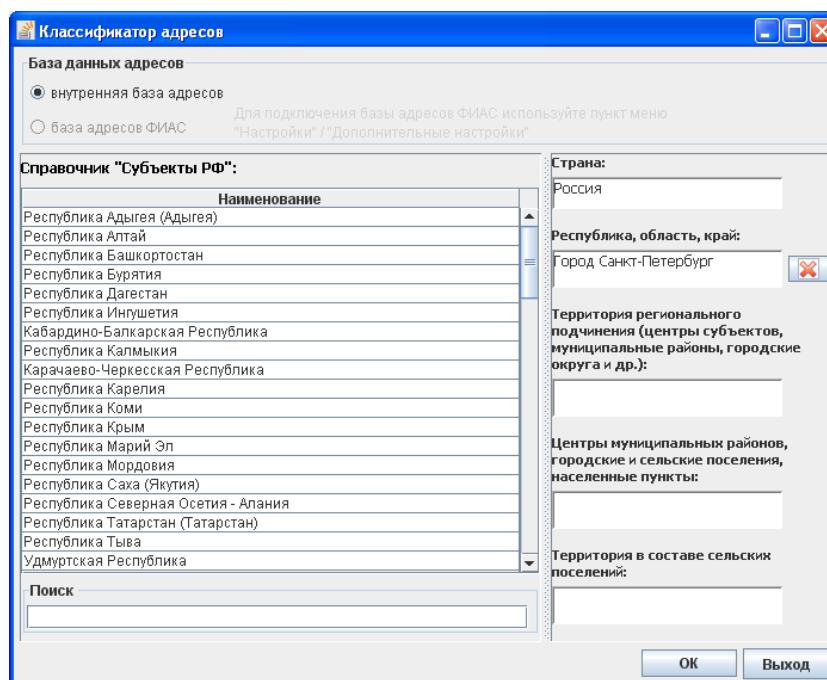 Классификатор адресов
База данных адресов
внутренняя база адресов
база адресов ФИАС
Для подключения базы адресов ФИАС используйте пункт меню
"Настройки" / "Дополнительные настройки"
Справочник "Субъекты РФ":
Наименование
Республика Адыгея (Адыгея)
Республика Алтай
Республика Башкортостан
Республика Бурятия
Республика Дагестан
Республика Ингушетия
Кабардино-Балкарская Республика
Республика Калмыкия
Карачаево-Черкесская Республика
Республика Карелия
Республика Коми
Республика Крым
Республика Марий Эл
Республика Мордовия
Республика Саха (Якутия)
Республика Северная Осетия - Алания
Республика Татарстан (Татарстан)
Республика Тыва
Удмуртская Республика
Поиск
Страна:
Россия
Республика, область, край:
Город Санкт-Петербург
Территория регионального
подчинения (центры субъектов,
муниципальные районы, городские
округа и др.):
Центры муниципальных районов,
городские и сельские поселения,
населенные пункты:
Территория в составе сельских
поселений:
ОК
Выход